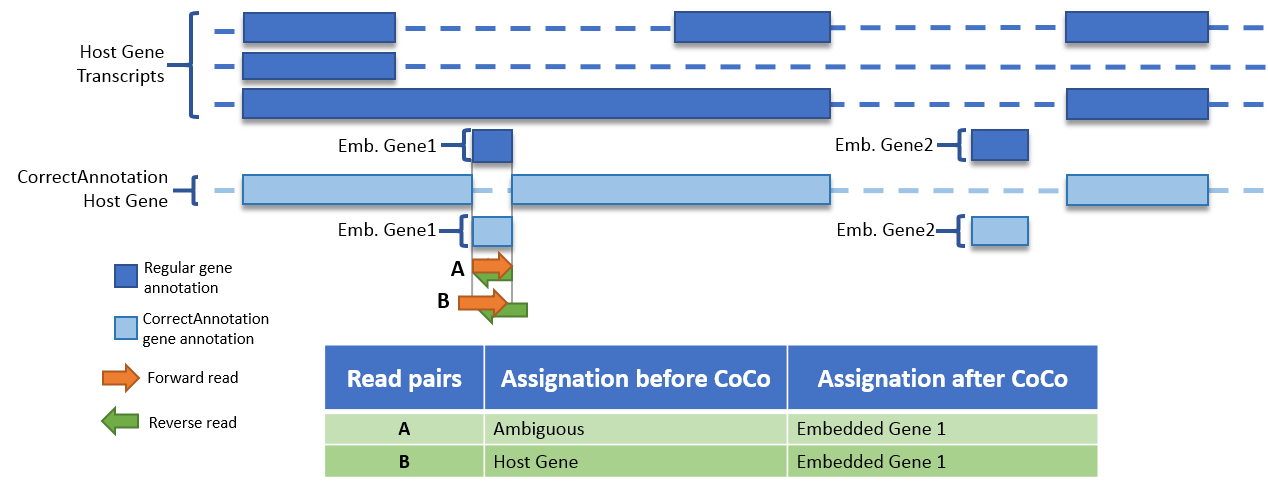 Host Gene
Transcripts
Emb. Gene1
Emb. Gene2
CorrectAnnotation
Host Gene
Emb. Gene1
Emb. Gene2
A
B
Regular gene
annotation
CorrectAnnotation
gene annotation
Forward read
Reverse read
Read pairs Assignation before CoCo Assignation after CoCo
A Ambiguous Embedded Gene 1
B Host Gene Embedded Gene 1